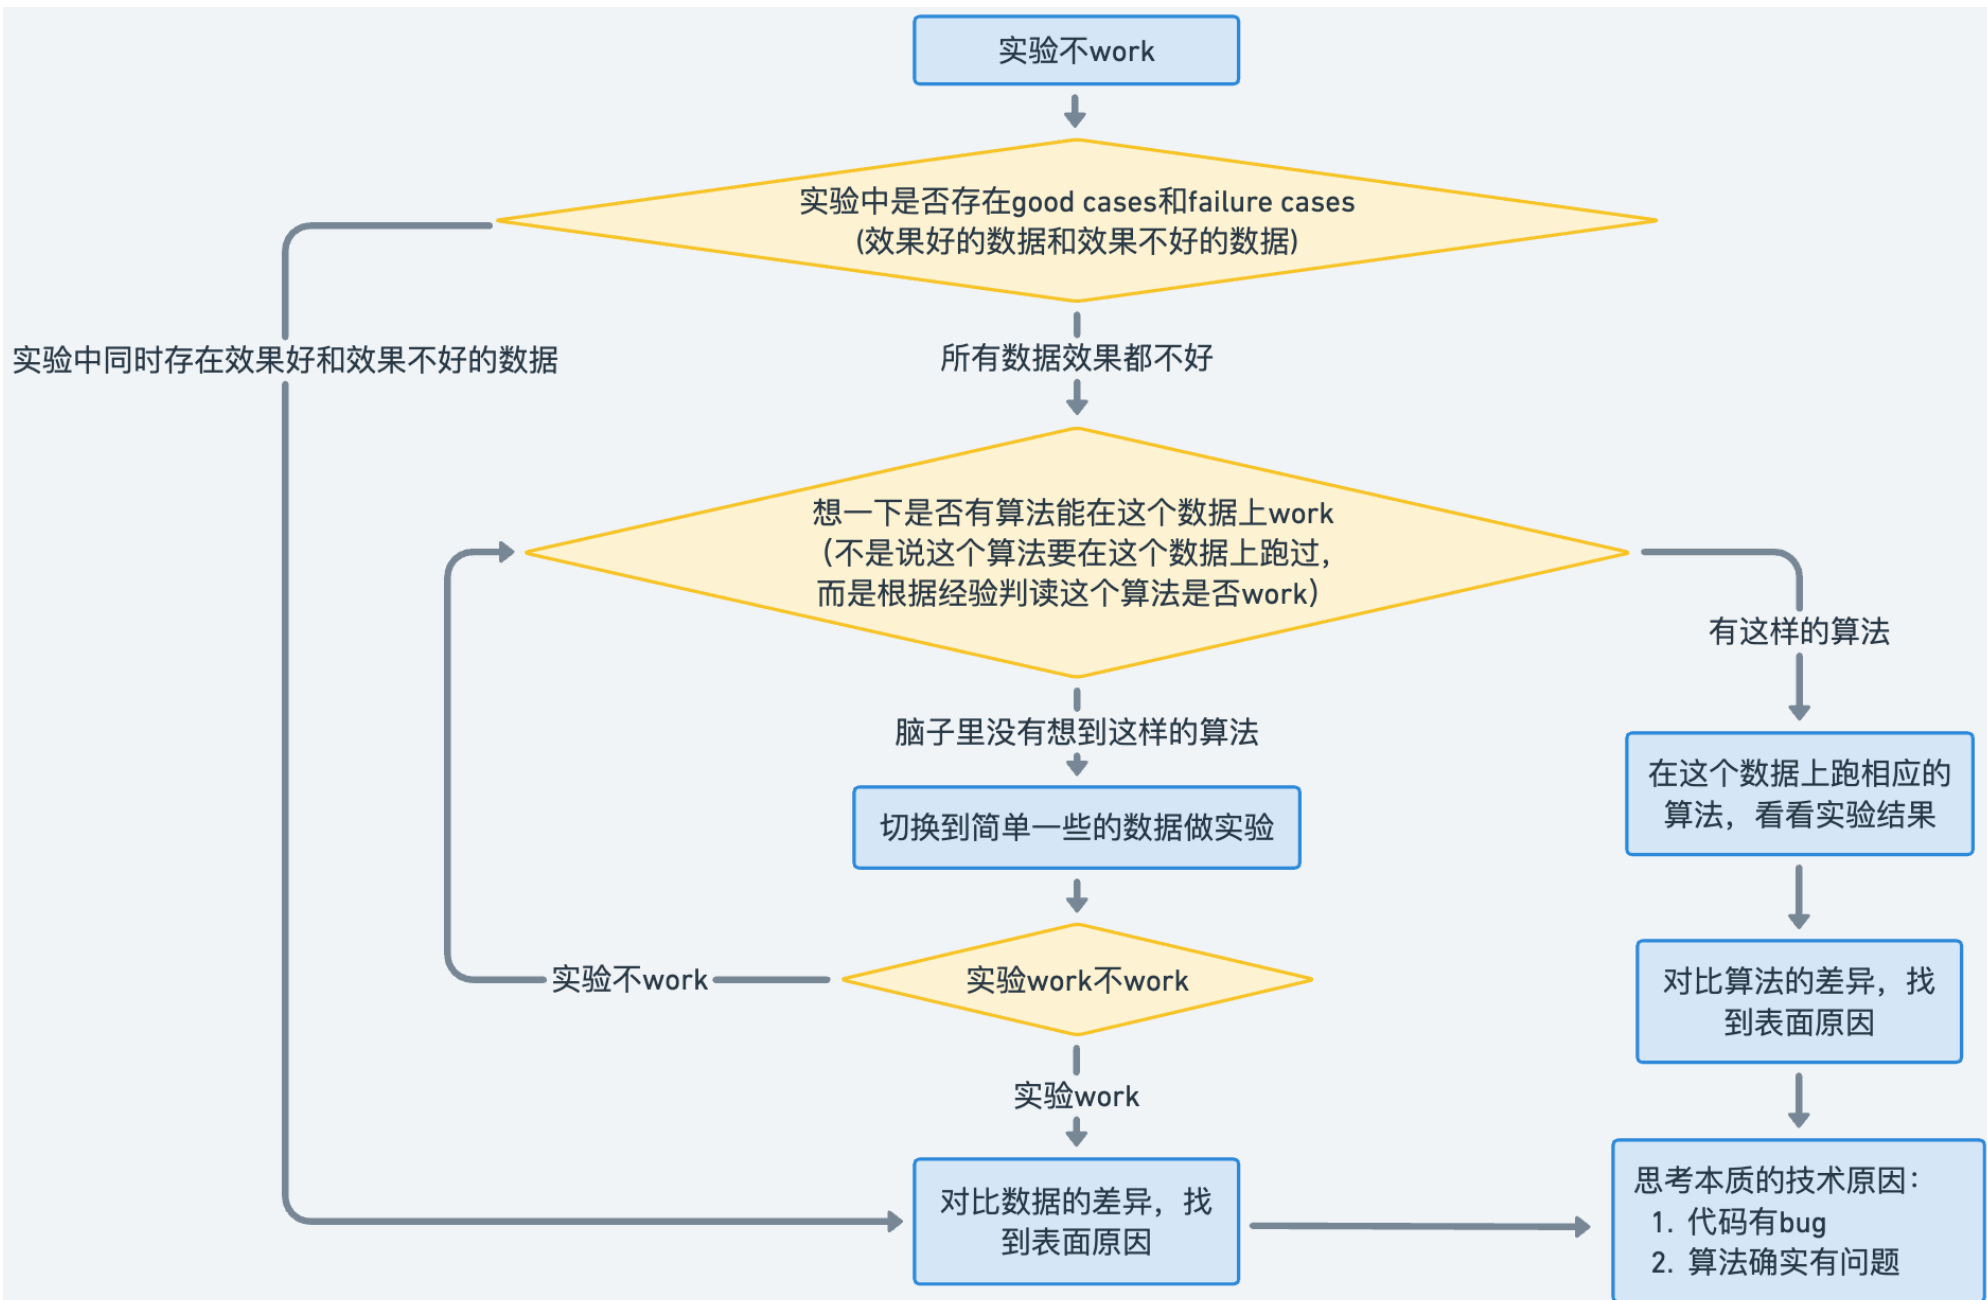 实验不work
实验中是否存在good cases和failure cases
(效果好的数据和效果不好的数据)
实验中同时存在效果好和效果不好的数据
所有数据效果都不好
想一下是否有算法能在这个数据上work
（不是说这个算法要在这个数据上跑过，
而是根据经验判读这个算法是否work）
有这样的算法
脑子里没有想到这样的算法
在这个数据上跑相应的
算法，看看实验结果
切换到简单一些的数据做实验
实验不work
实验work不work
对比算法的差异，找
到表面原因
实验work
对比数据的差异，找
到表面原因
思考本质的技术原因：
1. 代码有bug
2. 算法确实有问题